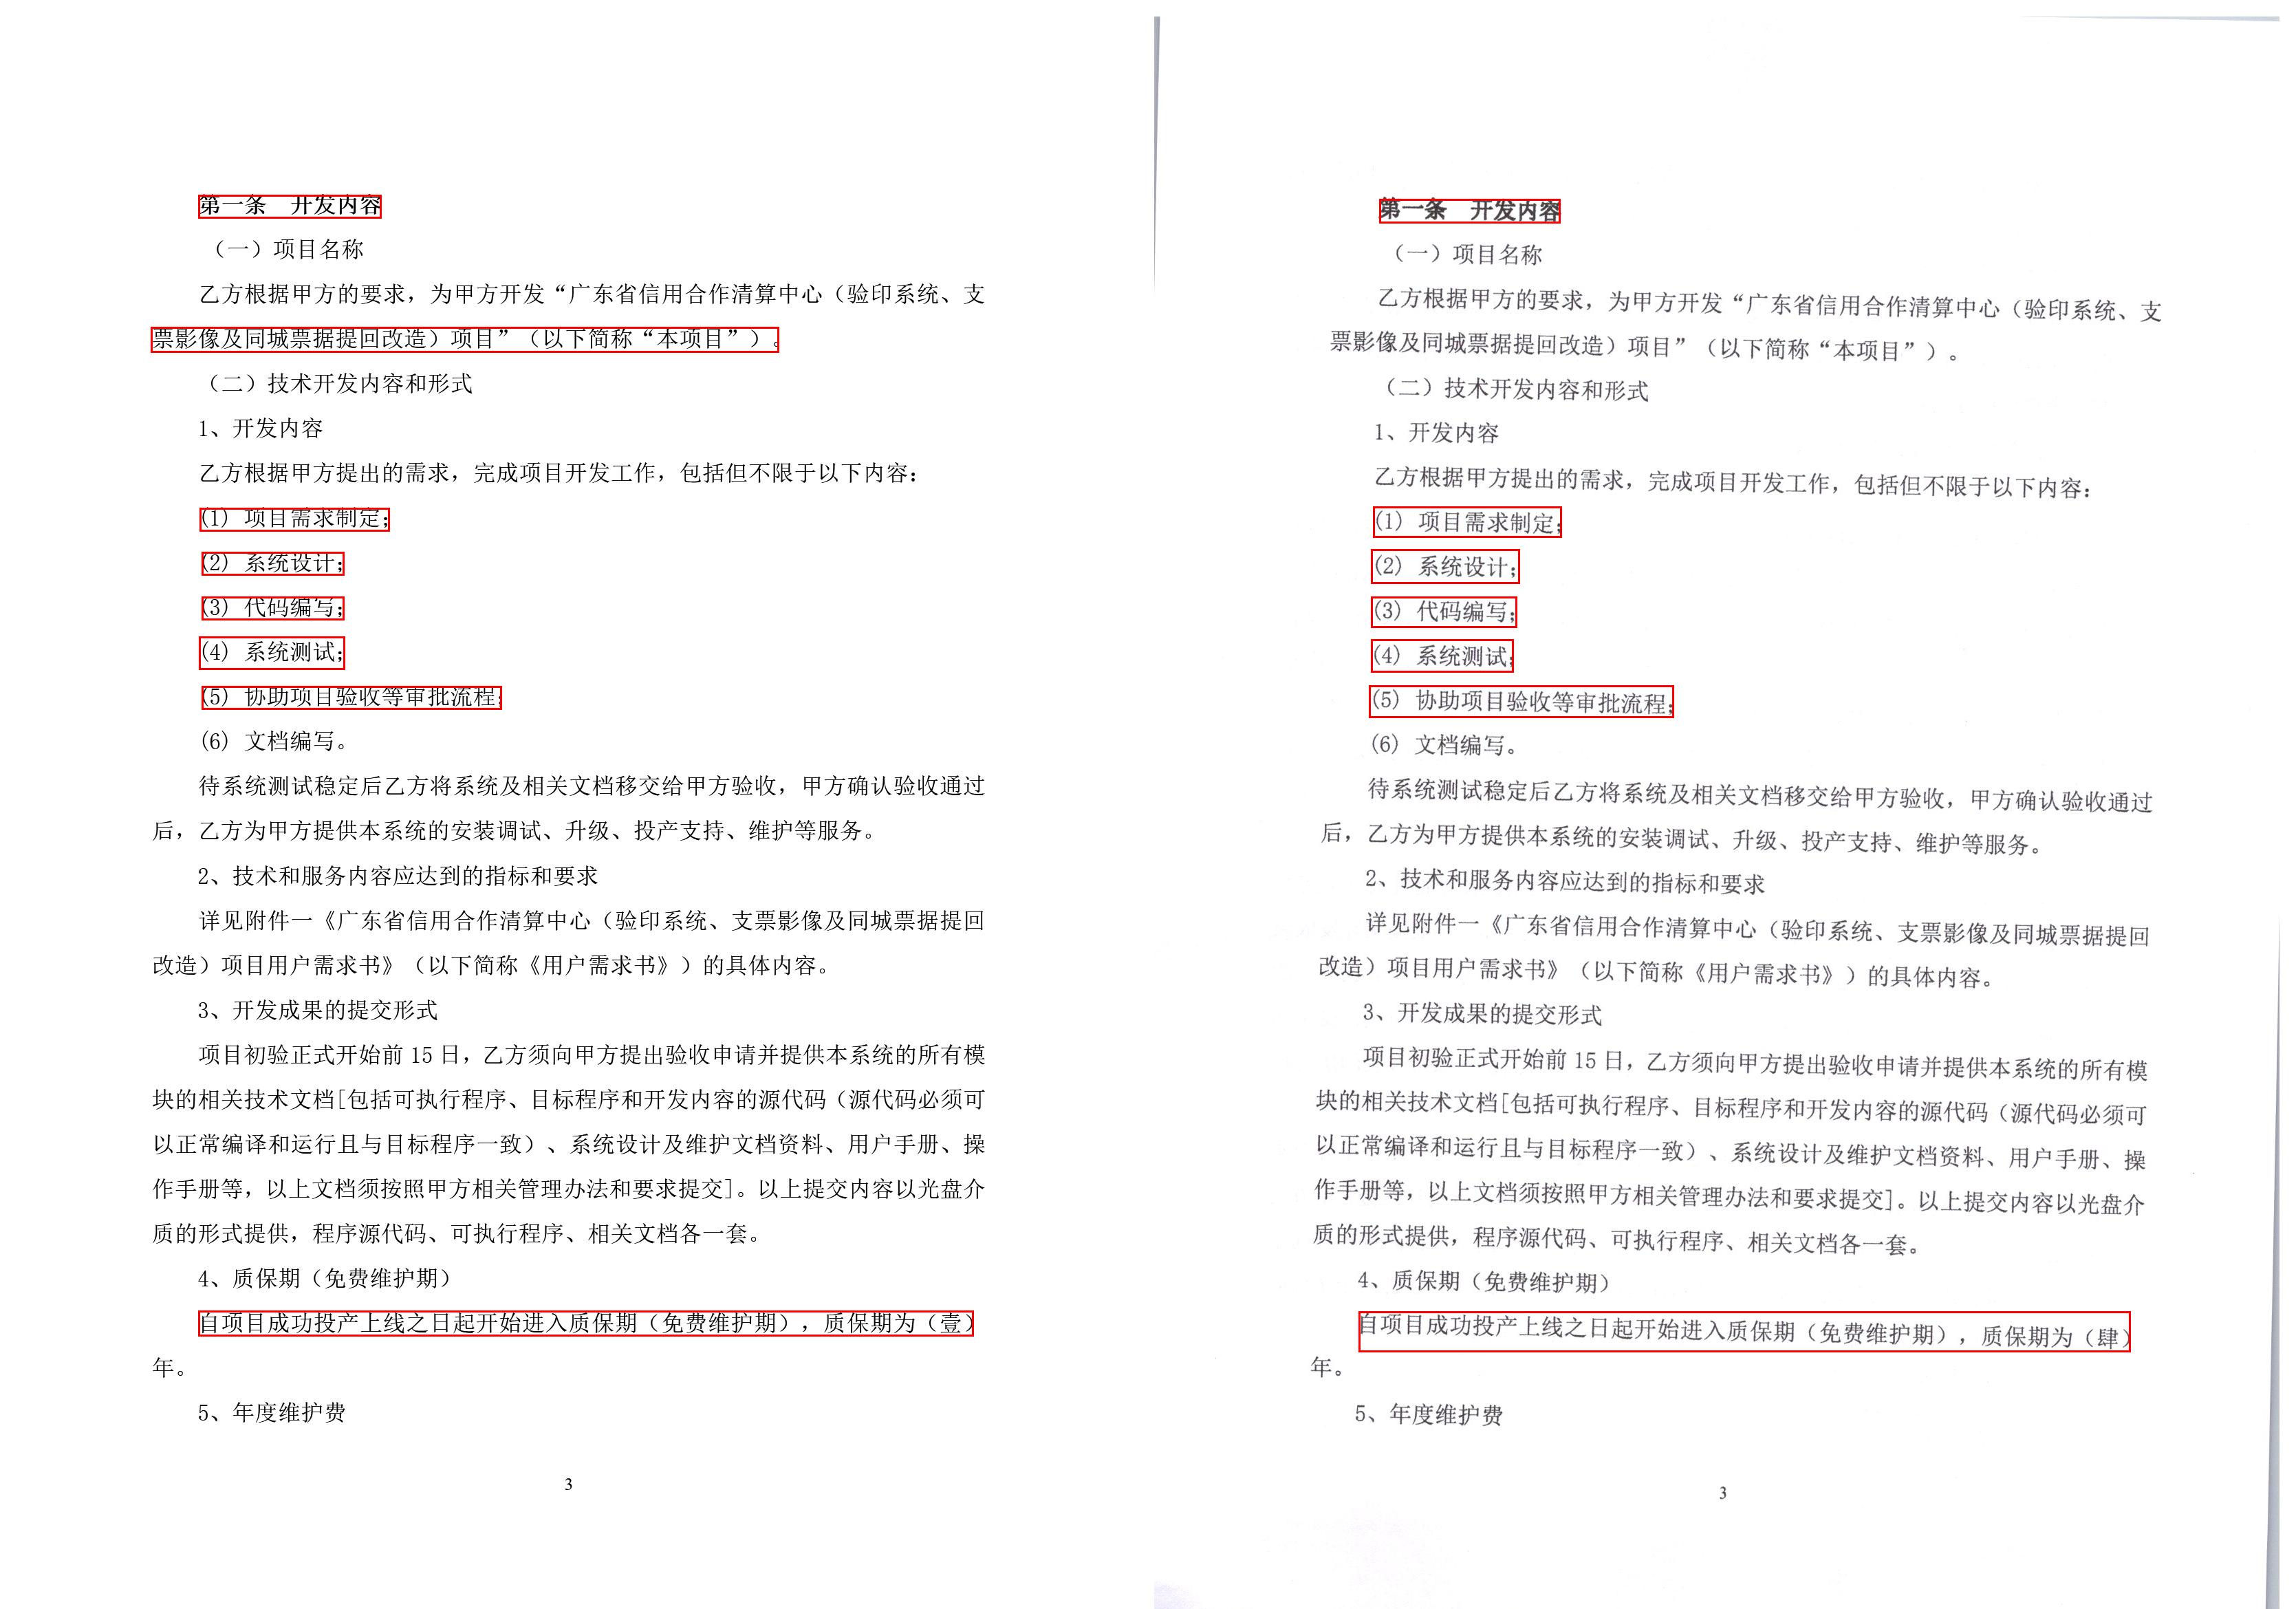 第一条　开发内容
（一）项目名称
乙方根据甲方的要求，为甲方开发“广东省信用合作清算中心（验印系统、支
票影像及同城票据提回改造）项目”（以下简称“本项目”）。
（二）技术开发内容和形式
1、开发内容
乙方根据甲方提出的需求，完成项目开发工作，包括但不限于以下内容：
(1) 项目需求制定；
(2) 系统设计；
(3) 代码编写；
(4) 系统测试；
(5) 协助项目验收等审批流程；
(6) 文档编写。
待系统测试稳定后乙方将系统及相关文档移交给甲方验收，甲方确认验收通过
后，乙方为甲方提供本系统的安装调试、升级、投产支持、维护等服务。
2、技术和服务内容应达到的指标和要求
详见附件一《广东省信用合作清算中心（验印系统、支票影像及同城票据提回
改造）项目用户需求书》（以下简称《用户需求书》）的具体内容。
3、开发成果的提交形式
项目初验正式开始前 15 日，乙方须向甲方提出验收申请并提供本系统的所有模
块的相关技术文档[包括可执行程序、目标程序和开发内容的源代码（源代码必须可
以正常编译和运行且与目标程序一致）、系统设计及维护文档资料、用户手册、操
作手册等，以上文档须按照甲方相关管理办法和要求提交]。以上提交内容以光盘介
质的形式提供，程序源代码、可执行程序、相关文档各一套。
4、质保期（免费维护期）
自项目成功投产上线之日起开始进入质保期（免费维护期），质保期为（壹）
年。
5、年度维护费
3
第一条　开发内容
（一）项目名称
乙方根据甲方的要求，为甲方开发“广东省信用合作清算中心（验印系统、支
票影像及同城票据提回改造）项目”（以下简称“本项目”）。
（二）技术开发内容和形式
1、开发内容
乙方根据甲方提出的需求，完成项目开发工作，包括但不限于以下内容：
(1) 项目需求制定；
(2) 系统设计；
(3) 代码编写；
(4) 系统测试；
(5) 协助项目验收等审批流程；
(6) 文档编写。
待系统测试稳定后乙方将系统及相关文档移交给甲方验收，甲方确认验收通过
后，乙方为甲方提供本系统的安装调试、升级、投产支持、维护等服务。
2、技术和服务内容应达到的指标和要求
详见附件一《广东省信用合作清算中心（验印系统、支票影像及同城票据提回
改造）项目用户需求书》（以下简称《用户需求书》）的具体内容。
3、开发成果的提交形式
项目初验正式开始前 15 日，乙方须向甲方提出验收申请并提供本系统的所有模
块的相关技术文档[包括可执行程序、目标程序和开发内容的源代码（源代码必须可
以正常编译和运行且与目标程序一致）、系统设计及维护文档资料、用户手册、操
作手册等，以上文档须按照甲方相关管理办法和要求提交]。以上提交内容以光盘介
质的形式提供，程序源代码、可执行程序、相关文档各一套。
4、质保期（免费维护期）
自项目成功投产上线之日起开始进入质保期（免费维护期），质保期为（肆）
年。
5、年度维护费
3